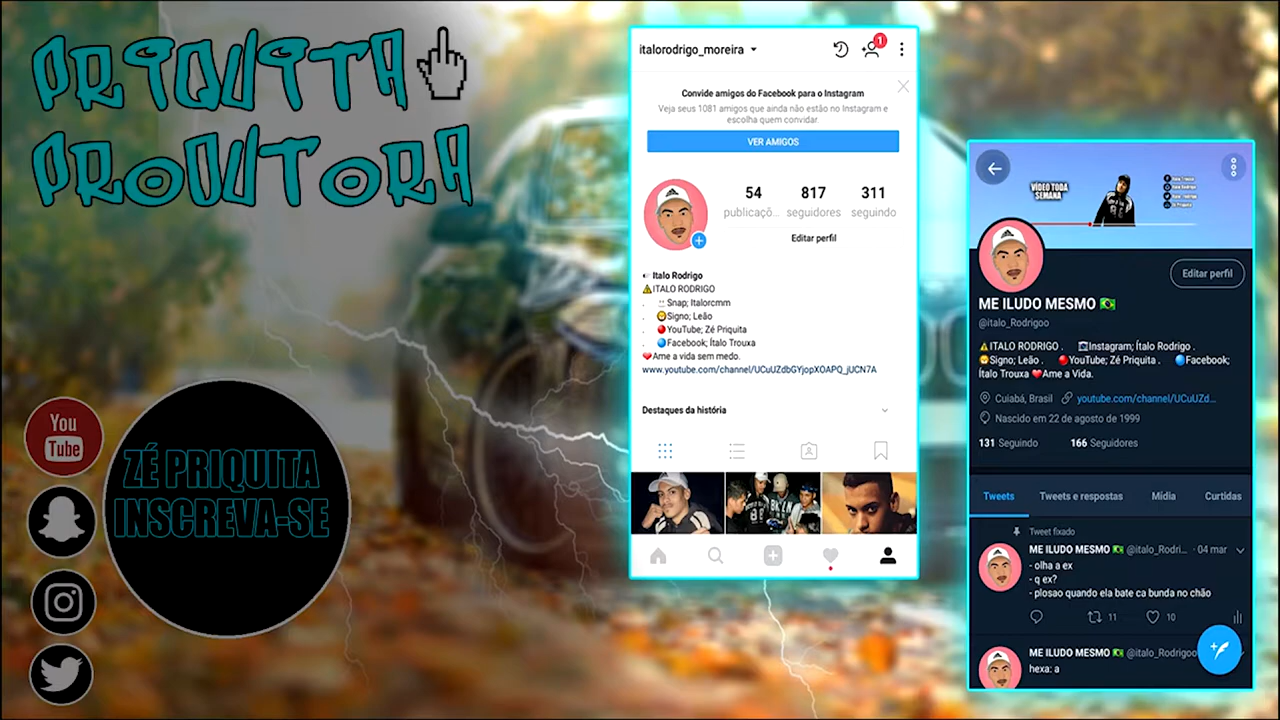 PRIQUITA
PRODUTORA
You
Tube
ZÉ PRIQUITA
INSCREVA-SE
italorodrigo_moreira
1
Convide amigos do Facebook para o Instagram
Veja seus 1081 amigos que ainda não estão no Instagram e
escolha quem convidar.
VER AMIGOS
54 817 311
publicaçõ... seguidores seguindo
Editar perfil
Italo Rodrigo
⚠ITALO RODRIGO
. Snap; Italorcmm
. Signo; Leão
. YouTube; Zé Priquita
. Facebook; Ítalo Trouxa
❤Ame a vida sem medo.
www.youtube.com/channel/UCuUZdbGYjopXOAPQ_jUCN7A
Destaques da história
VÍDEO TODA
SEMANA
Editar perfil
ME ILUDO MESMO 🇧🇷
@italo_Rodrigoo
⚠ITALO RODRIGO . Instagram; Ítalo Rodrigo .
Signo; Leão . YouTube; Zé Priquita . Facebook;
Ítalo Trouxa ❤Ame a Vida.
Cuiabá, Brasil youtube.com/channel/UCuUZd...
Nascido em 22 de agosto de 1999
131 Seguindo 166 Seguidores
Tweets Tweets e respostas Mídia Curtidas
Tweet fixado
ME ILUDO MESMO 🇧🇷 @italo_Rodri... · 04 mar
- olha a ex
- q ex?
- plosao quando ela bate ca bunda no chão
11 10
ME ILUDO MESMO 🇧🇷 @italo_Rodrigoo
hexa: a